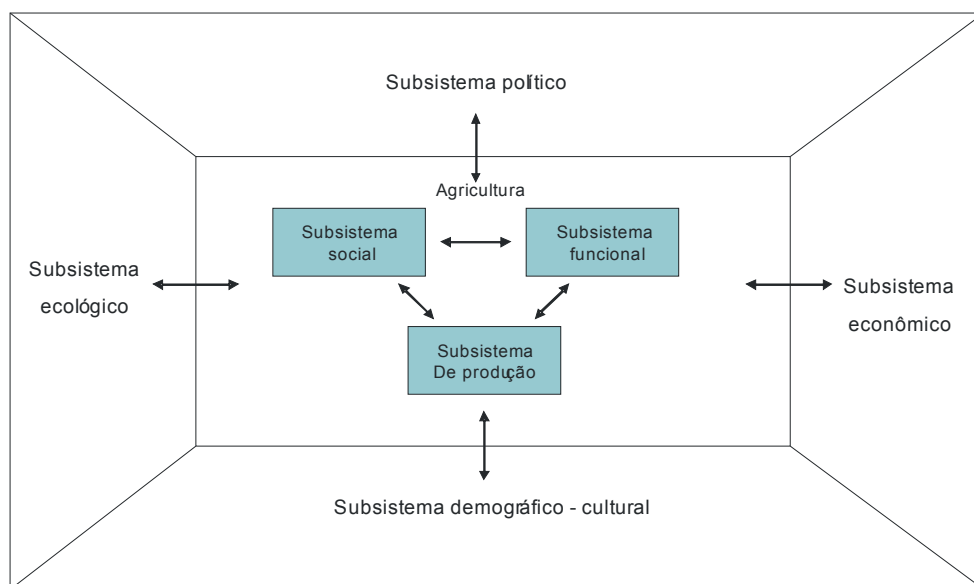 Subsistema político
Agricultura
Subsistema
social
Subsistema
funcional
Subsistema
ecológico
Subsistema
econômico
Subsistema
De produção
Subsistema demográfico - cultural